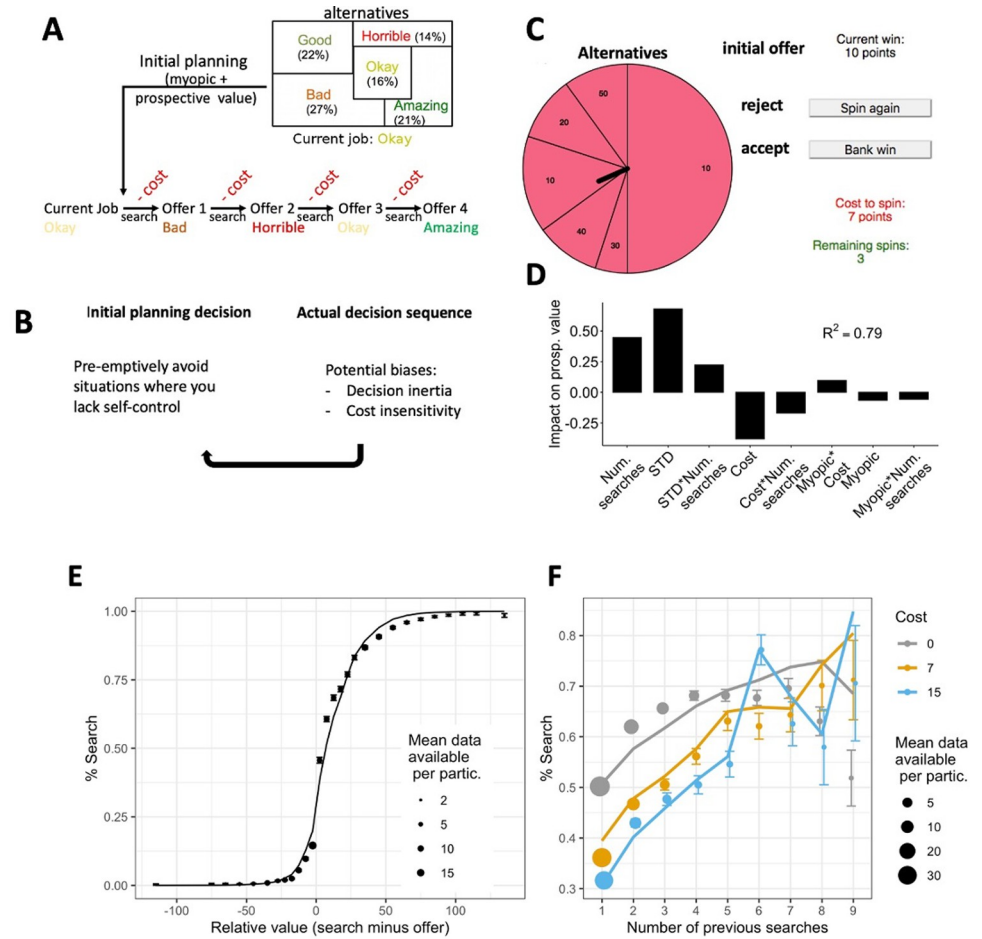 A
alternatives
Good
(22%)
Horrible (14%)
Okay
(16%)
Bad
(27%)
Amazing
(21%)
Current job: Okay
Initial planning
(myopic +
prospective value)
- cost
- cost
- cost
- cost
Current Job
search
Offer 1
search
Offer 2
search
Offer 3
search
Offer 4
Okay
Bad
Horrible
Okay
Amazing
B
Initial planning decision
Actual decision sequence
Pre-emptively avoid
situations where you
lack self-control
Potential biases:
- Decision inertia
- Cost insensitivity
C
Alternatives
50
20
10
40
30
10
initial offer
Current win:
10 points
reject
Spin again
accept
Bank win
Cost to spin:
7 points
Remaining spins:
3
D
Impact on prosp. value
0.50
0.25
0.00
-0.25
R² = 0.79
Num.
searches
STD
STD*Num.
searches
Cost
Cost*Num.
searches
Myopic*
Cost
Myopic
Myopic*Num.
searches
E
% Search
1.00
0.75
0.50
0.25
0.00
-100
-50
0
50
100
Relative value (search minus offer)
Mean data
available
per partic.
2
5
10
15
F
% Search
0.8
0.7
0.6
0.5
0.4
0.3
1
2
3
4
5
6
7
8
9
Number of previous searches
Cost
0
7
15
Mean data
available
per partic.
5
10
20
30